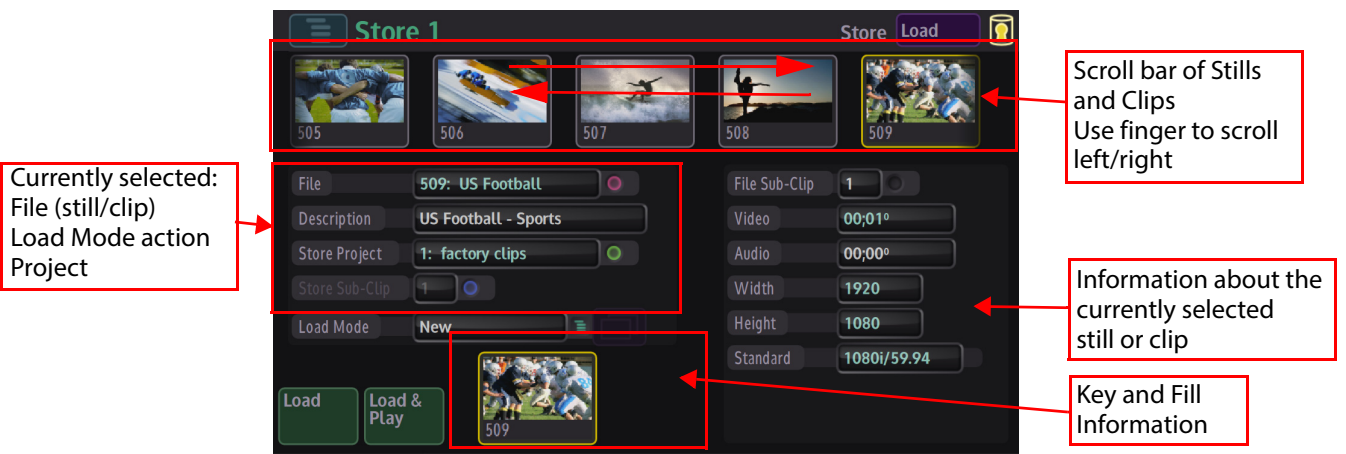 Store 1
Store Load
505
506
507
508
509
Scroll bar of Stills
and Clips
Use finger to scroll
left/right
Currently selected:
File (still/clip)
Load Mode action
Project
File 509: US Football
Description US Football - Sports
Store Project 1: factory clips
Store Sub-Clip 1
Load Mode New
File Sub-Clip 1
Video 00;01⁰
Audio 00;00⁰
Width 1920
Height 1080
Standard 1080i/59.94
Information about the
currently selected
still or clip
Load
Load &
Play
509
Key and Fill
Information